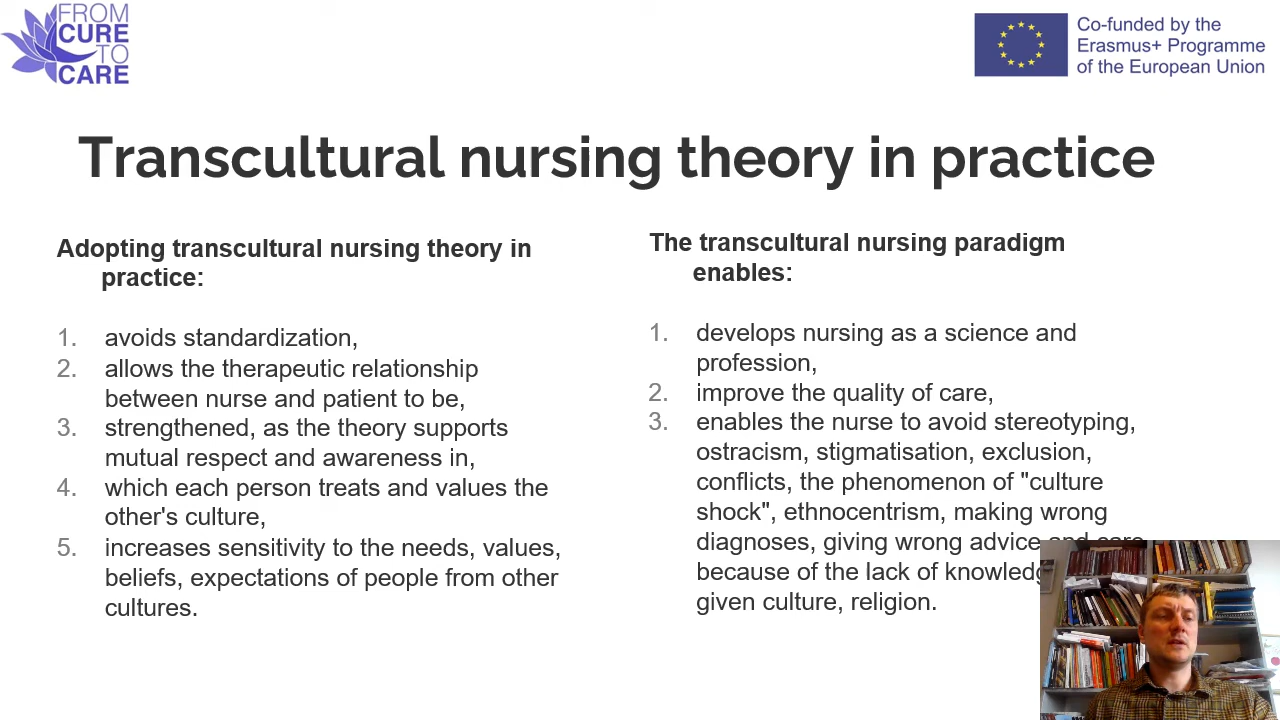 FROM
CURE
TO
CARE
Co-funded by the
Erasmus+ Programme
of the European Union
Transcultural nursing theory in practice
Adopting transcultural nursing theory in
practice:
1. avoids standardization,
2. allows the therapeutic relationship
between nurse and patient to be,
3. strengthened, as the theory supports
mutual respect and awareness in,
4. which each person treats and values the
other's culture,
5. increases sensitivity to the needs, values,
beliefs, expectations of people from other
cultures.
The transcultural nursing paradigm
enables:
1. develops nursing as a science and
profession,
2. improve the quality of care,
3. enables the nurse to avoid stereotyping,
ostracism, stigmatisation, exclusion,
conflicts, the phenomenon of "culture
shock", ethnocentrism, making wrong
diagnoses, giving wrong advice and care
because of the lack of
given culture, religion.